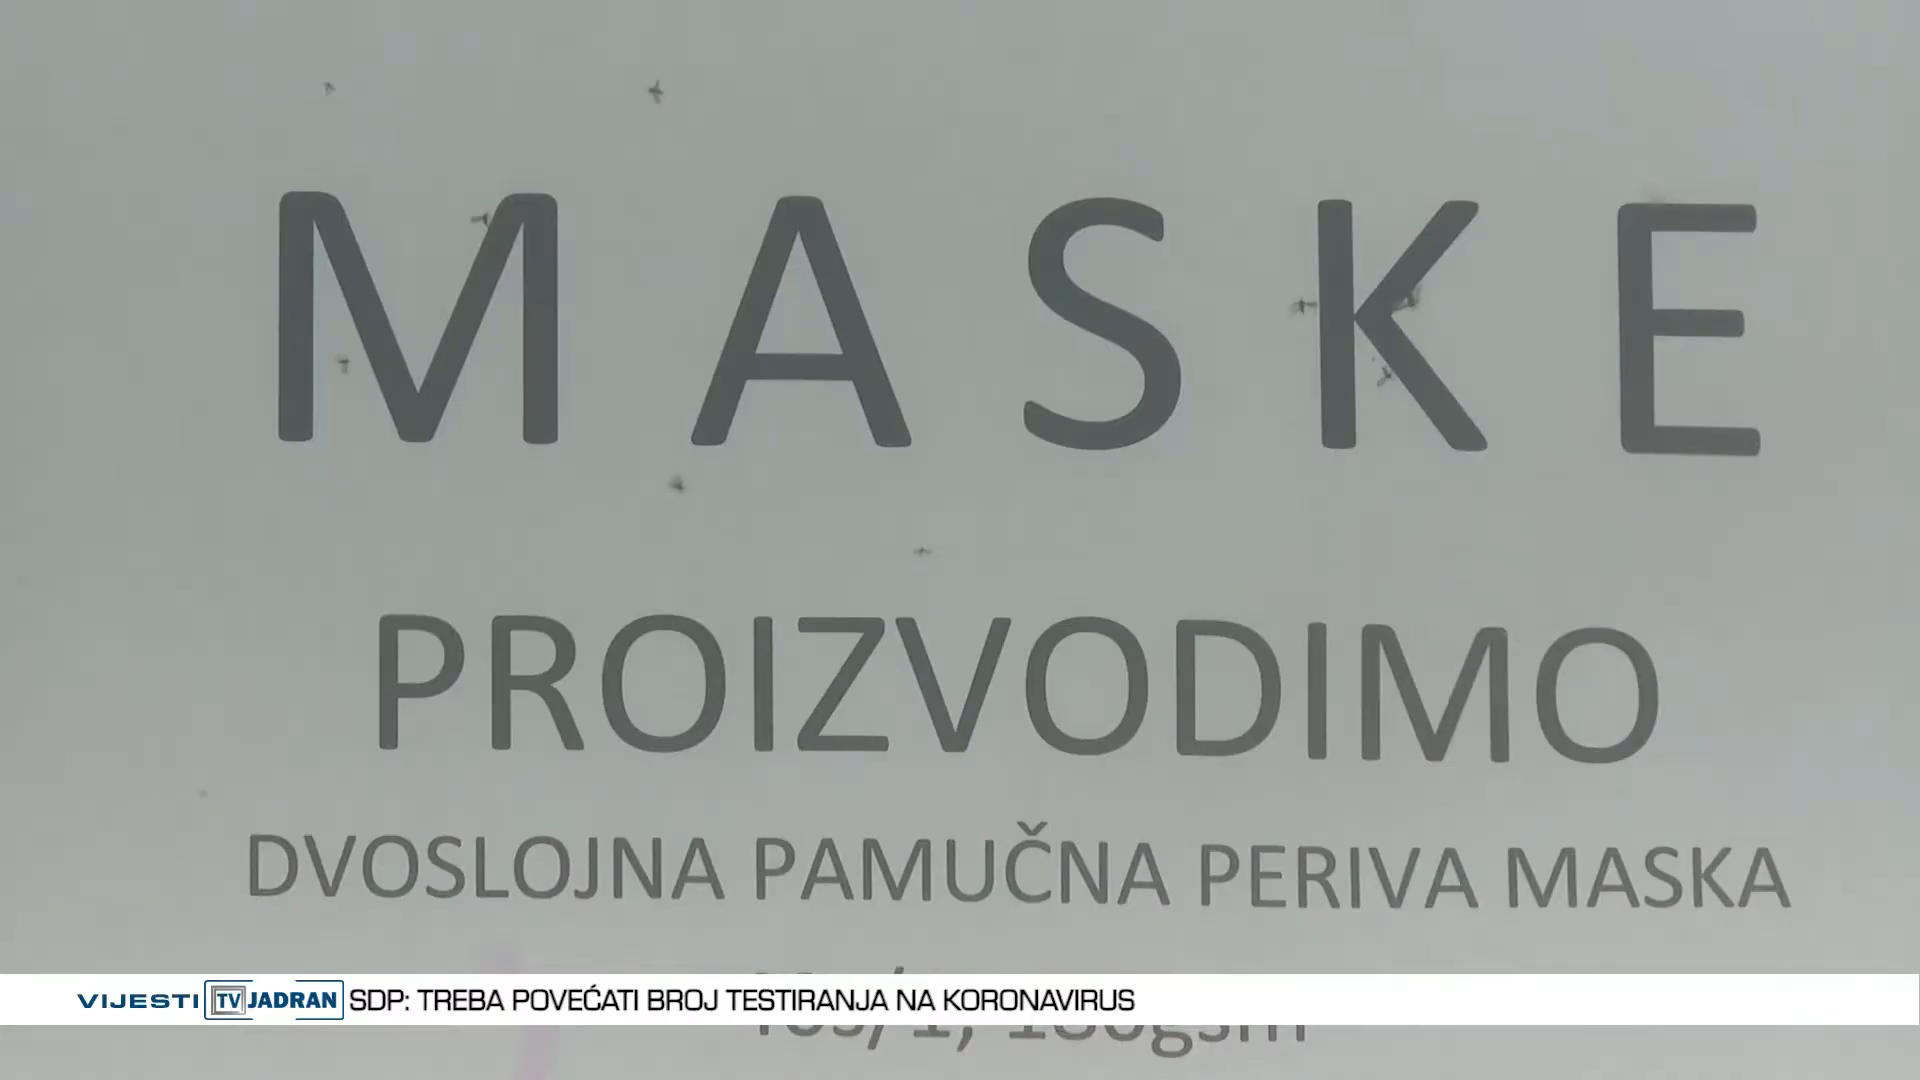 MASKE
PROIZVODIMO
DVOSLOJNA PAMUČNA PERIVA MASKA
VIJESTI TV JADRAN SDP: TREBA POVEĆATI BROJ TESTIRANJA NA KORONAVIRUS